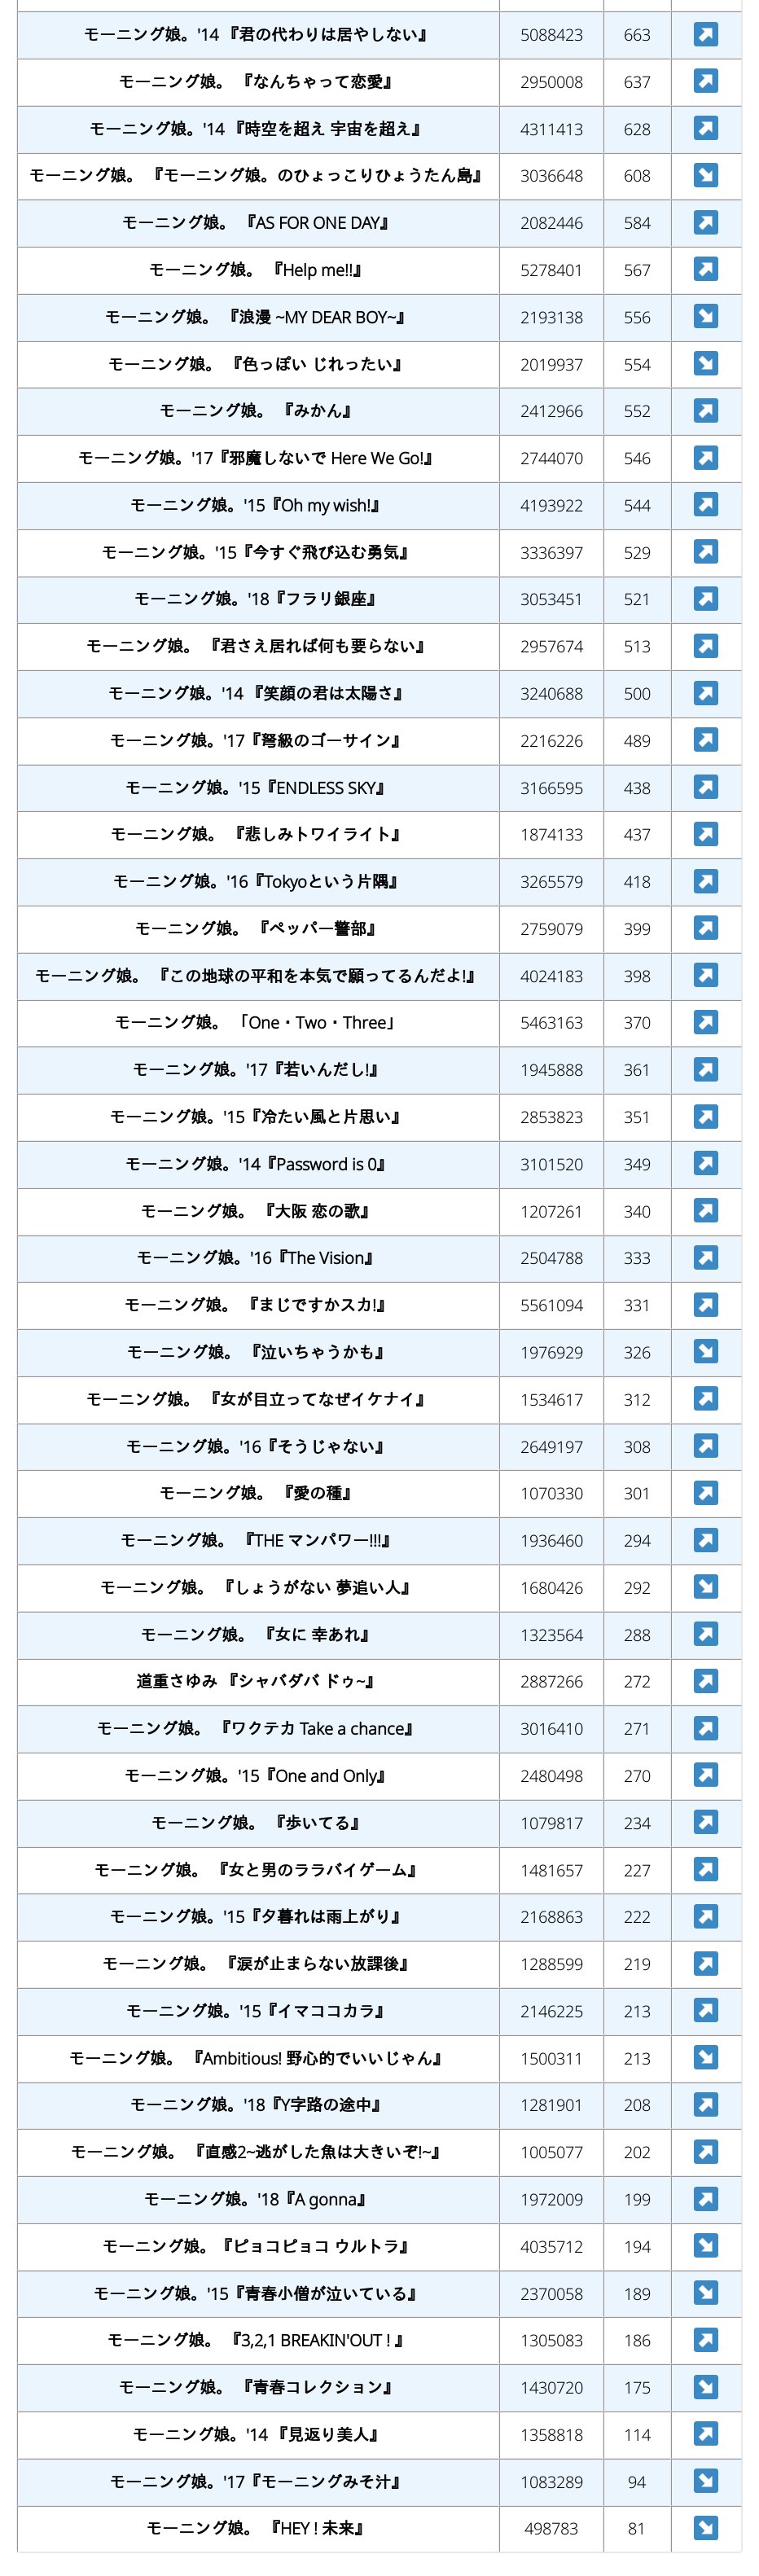 モーニング娘。'14 『君の代わりは居やしない』 5088423 663 ↗
モーニング娘。 『なんちゃって恋愛』 2950008 637 ↗
モーニング娘。'14 『時空を超え 宇宙を超え』 4311413 628 ↗
モーニング娘。 『モーニング娘。のひょっこりひょうたん島』 3036648 608 ↘
モーニング娘。 『AS FOR ONE DAY』 2082446 584 ↗
モーニング娘。 『Help me!!』 5278401 567 ↗
モーニング娘。 『浪漫 ~MY DEAR BOY~』 2193138 556 ↘
モーニング娘。 『色っぽい じれったい』 2019937 554 ↘
モーニング娘。 『みかん』 2412966 552 ↗
モーニング娘。'17『邪魔しないで Here We Go!』 2744070 546 ↗
モーニング娘。'15『Oh my wish!』 4193922 544 ↗
モーニング娘。'15『今すぐ飛び込む勇気』 3336397 529 ↗
モーニング娘。'18『フラリ銀座』 3053451 521 ↗
モーニング娘。 『君さえ居れば何も要らない』 2957674 513 ↗
モーニング娘。'14 『笑顔の君は太陽さ』 3240688 500 ↗
モーニング娘。'17『弩級のゴーサイン』 2216226 489 ↗
モーニング娘。'15『ENDLESS SKY』 3166595 438 ↗
モーニング娘。 『悲しみトワイライト』 1874133 437 ↗
モーニング娘。'16『Tokyoという片隅』 3265579 418 ↗
モーニング娘。 『ペッパー警部』 2759079 399 ↗
モーニング娘。 『この地球の平和を本気で願ってるんだよ!』 4024183 398 ↗
モーニング娘。 「One・Two・Three」 5463163 370 ↗
モーニング娘。'17『若いんだし!』 1945888 361 ↗
モーニング娘。'15『冷たい風と片思い』 2853823 351 ↗
モーニング娘。'14『Password is 0』 3101520 349 ↗
モーニング娘。 『大阪 恋の歌』 1207261 340 ↗
モーニング娘。'16『The Vision』 2504788 333 ↗
モーニング娘。 『まじですかスカ!』 5561094 331 ↗
モーニング娘。 『泣いちゃうかも』 1976929 326 ↘
モーニング娘。 『女が目立ってなぜイケナイ』 1534617 312 ↗
モーニング娘。'16『そうじゃない』 2649197 308 ↗
モーニング娘。 『愛の種』 1070330 301 ↗
モーニング娘。 『THE マンパワー!!!』 1936460 294 ↗
モーニング娘。 『しょうがない 夢追い人』 1680426 292 ↘
モーニング娘。 『女に 幸あれ』 1323564 288 ↗
道重さゆみ 『シャバダバ ドゥ~』 2887266 272 ↗
モーニング娘。 『ワクテカ Take a chance』 3016410 271 ↗
モーニング娘。'15『One and Only』 2480498 270 ↗
モーニング娘。 『歩いてる』 1079817 234 ↗
モーニング娘。 『女と男のララバイゲーム』 1481657 227 ↗
モーニング娘。'15『夕暮れは雨上がり』 2168863 222 ↗
モーニング娘。 『涙が止まらない放課後』 1288599 219 ↗
モーニング娘。'15『イマココカラ』 2146225 213 ↗
モーニング娘。 『Ambitious! 野心的でいいじゃん』 1500311 213 ↘
モーニング娘。'18『Y字路の途中』 1281901 208 ↗
モーニング娘。 『直感2~逃がした魚は大きいぞ!~』 1005077 202 ↗
モーニング娘。'18『A gonna』 1972009 199 ↗
モーニング娘。『ピョコピョコ ウルトラ』 4035712 194 ↘
モーニング娘。'15『青春小僧が泣いている』 2370058 189 ↘
モーニング娘。 『3,2,1 BREAKIN'OUT ! 』 1305083 186 ↗
モーニング娘。 『青春コレクション』 1430720 175 ↘
モーニング娘。'14 『見返り美人』 1358818 114 ↗
モーニング娘。'17『モーニングみそ汁』 1083289 94 ↘
モーニング娘。 『HEY ! 未来』 498783 81 ↘